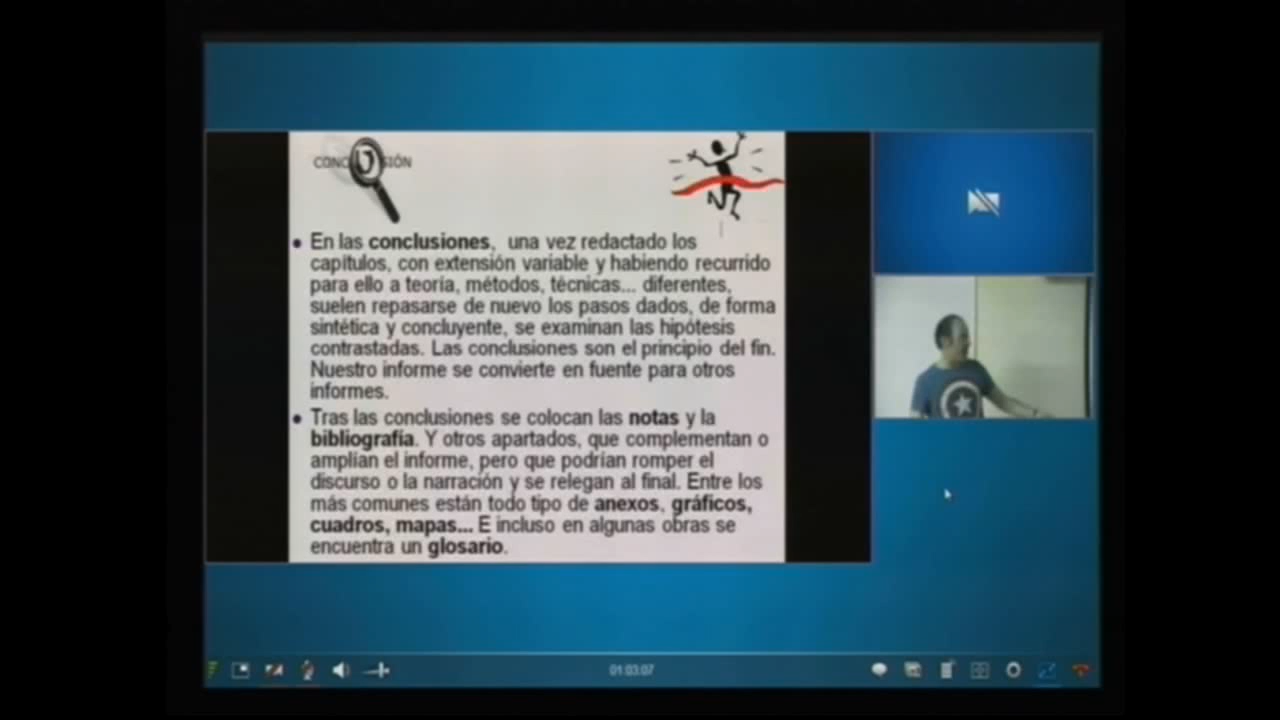 CONCLUSIÓN
• En las conclusiones, una vez redactado los
capítulos, con extensión variable y habiendo recurrido
para ello a teoría, métodos, técnicas... diferentes,
suelen repasarse de nuevo los pasos dados, de forma
sintética y concluyente, se examinan las hipótesis
contrastadas. Las conclusiones son el principio del fin.
Nuestro informe se convierte en fuente para otros
informes.
• Tras las conclusiones se colocan las notas y la
bibliografía. Y otros apartados, que complementan o
amplían el informe, pero que podrían romper el
discurso o la narración y se relegan al final. Entre los
más comunes están todo tipo de anexos, gráficos,
cuadros, mapas... E incluso en algunas obras se
encuentra un glosario.
01:03:07